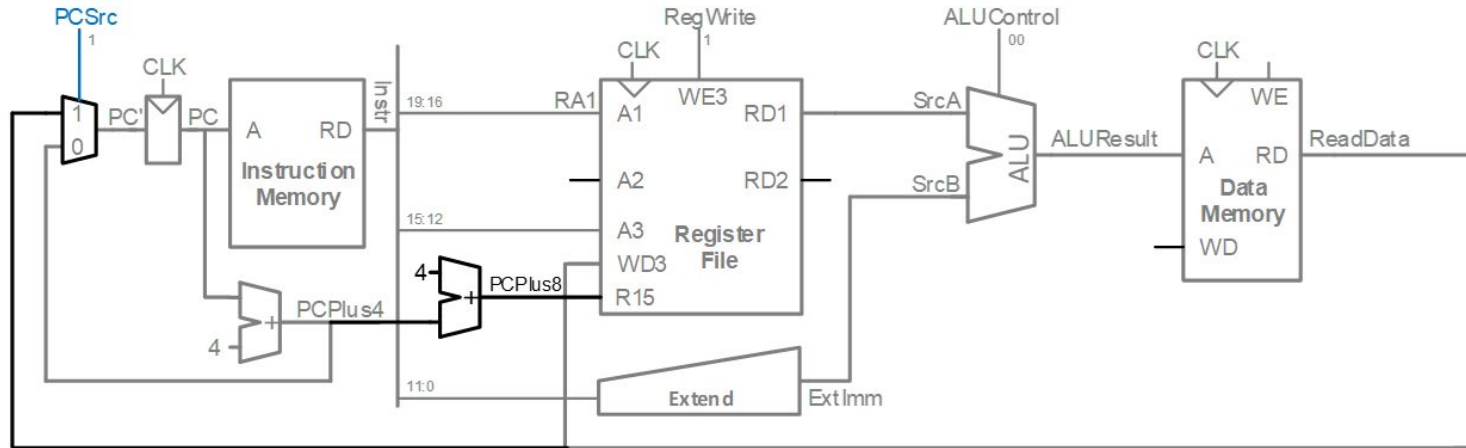 PCSrc
1
RegWrite
1
ALUControl
00
CLK
CLK
CLK
1
0
PC'
PC
A RD
Instruction
Memory
Instr
19:16
RA1
A1
WE3
RD1
SrcA
A2
RD2
15:12
A3
Register
File
WD3
R15
4
+
PCPlus8
PCPlus4
4
+
11:0
Extend
ExtImm
SrcB
ALU
ALUResult
WE
A RD
Data
Memory
WD
ReadData